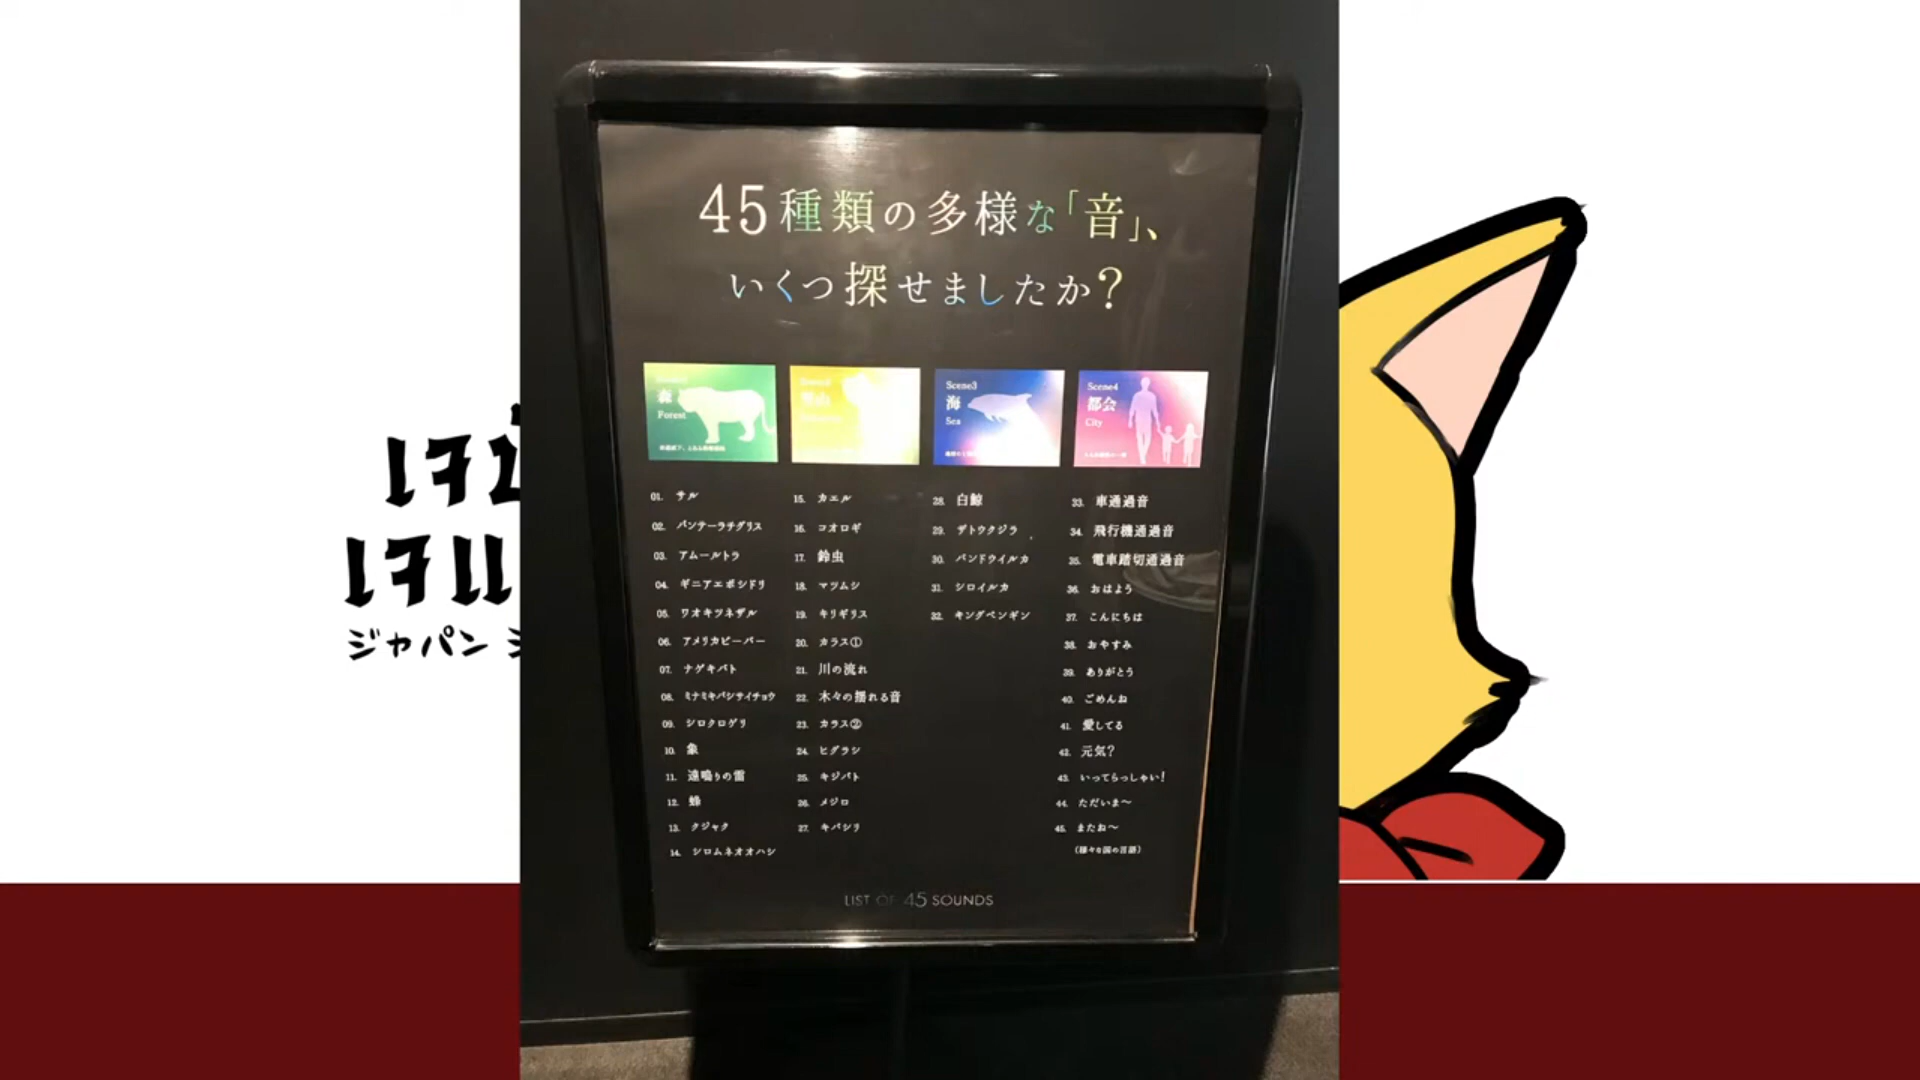 45種類の多様な「音」、
いくつ探せましたか?
森
Forest
Scene3
海
Sea
Scene4
都会
City
01. サル
02. パンテーラチグリス
03. アムールトラ
04. ギニアエボシドリ
05. ワオキツネザル
06. アメリカビーバー
07. ナゲキバト
08. ミナミキバシサイチョウ
09. シロクロゲリ
10. 象
11. 遠鳴りの雷
12. 蜂
13. クジャク
14. シロムネオオハシ
15. カエル
16. コオロギ
17. 鈴虫
18. マツムシ
19. キリギリス
20. カラス①
21. 川の流れ
22. 木々の揺れる音
23. カラス②
24. ヒグラシ
25. キジバト
26. メジロ
27. キバシリ
28. 白鯨
29. ザトウクジラ
30. バンドウイルカ
31. シロイルカ
32. キングペンギン
33. 車通過音
34. 飛行機通過音
35. 電車踏切通過音
36. おはよう
37. こんにちは
38. おやすみ
39. ありがとう
40. ごめんね
41. 愛してる
42. 元気?
43. いってらっしゃい!
44. ただいま〜
45. またね〜
(様々な国の言語)
LIST OF 45 SOUNDS
ジャパン